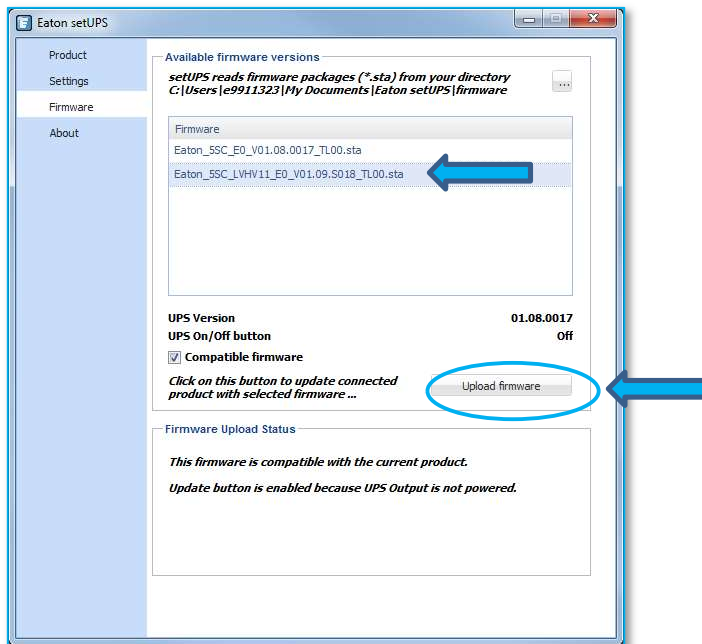 Eaton setUPS
Product
Settings
Firmware
About
Available firmware versions
setUPS reads firmware packages (*.sta) from your directory
C:|Users|e9911323|My Documents|Eaton setUPS|firmware
...
Firmware
Eaton_5SC_E0_V01.08.0017_TL00.sta
Eaton_5SC_LVHV11_E0_V01.09.S018_TL00.sta
UPS Version 01.08.0017
UPS On/Off button Off
Compatible firmware
Click on this button to update connected
product with selected firmware ...
Upload firmware
Firmware Upload Status
This firmware is compatible with the current product.
Update button is enabled because UPS Output is not powered.